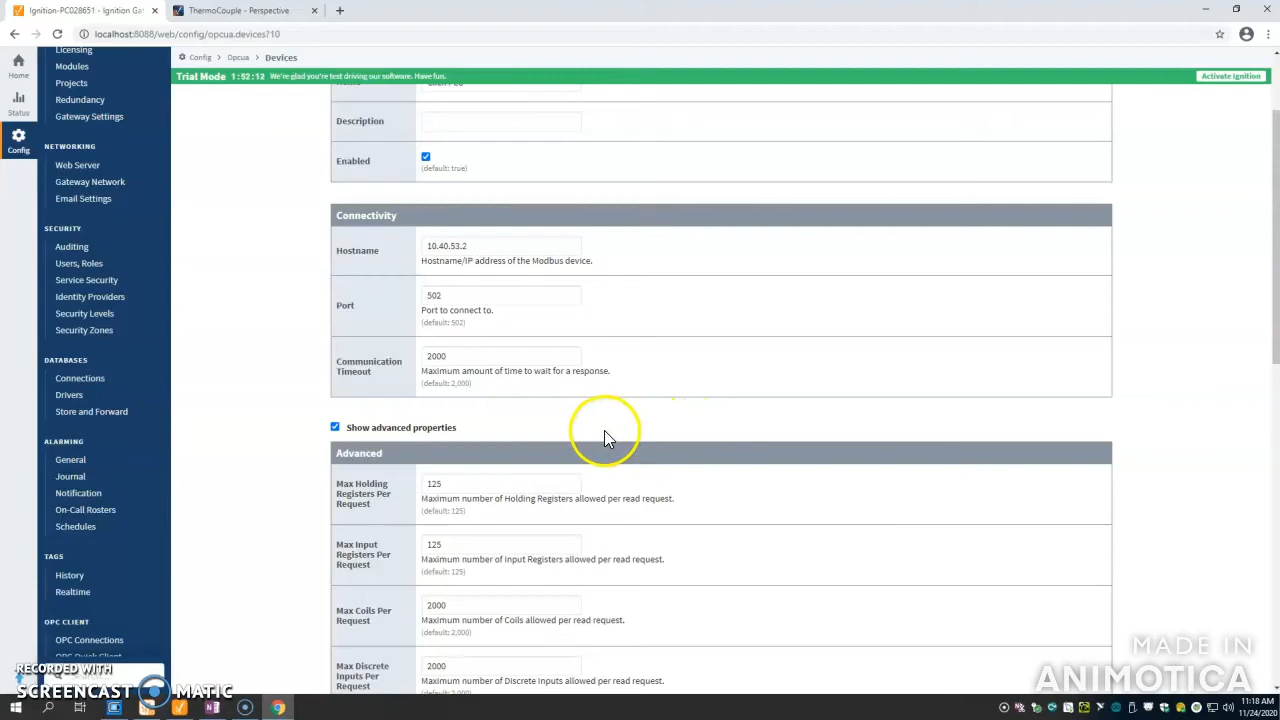 Ignition-PC028651 - Ignition Ga
ThermoCouple - Perspective
localhost:8088/web/config/opcua.devices?10
Home
Status
Config
Licensing
Modules
Projects
Redundancy
Gateway Settings
NETWORKING
Web Server
Gateway Network
Email Settings
SECURITY
Auditing
Users, Roles
Service Security
Identity Providers
Security Levels
Security Zones
DATABASES
Connections
Drivers
Store and Forward
ALARMING
General
Journal
Notification
On-Call Rosters
Schedules
TAGS
History
Realtime
OPC CLIENT
OPC Connections
OPC Quick Client
Config > Opcua > Devices
Trial Mode 1:52:12 We're glad you're test driving our software. Have fun.
Activate Ignition
Description
Enabled
(default: true)
Connectivity
Hostname
10.40.53.2
Hostname/IP address of the Modbus device.
Port
502
Port to connect to.
(default: 502)
Communication Timeout
2000
Maximum amount of time to wait for a response.
(default: 2,000)
Show advanced properties
Advanced
Max Holding Registers Per Request
125
Maximum number of Holding Registers allowed per read request.
(default: 125)
Max Input Registers Per Request
125
Maximum number of Input Registers allowed per read request.
(default: 125)
Max Coils Per Request
2000
Maximum number of Coils allowed per read request.
(default: 2,000)
Max Discrete Inputs Per Request
2000
Maximum number of Discrete Inputs allowed per read request.
(default: 2,000)
RECORDED WITH
SCREENCAST MATIC
MADE IN
ANIMOTICA
11:18 AM
11/24/2020